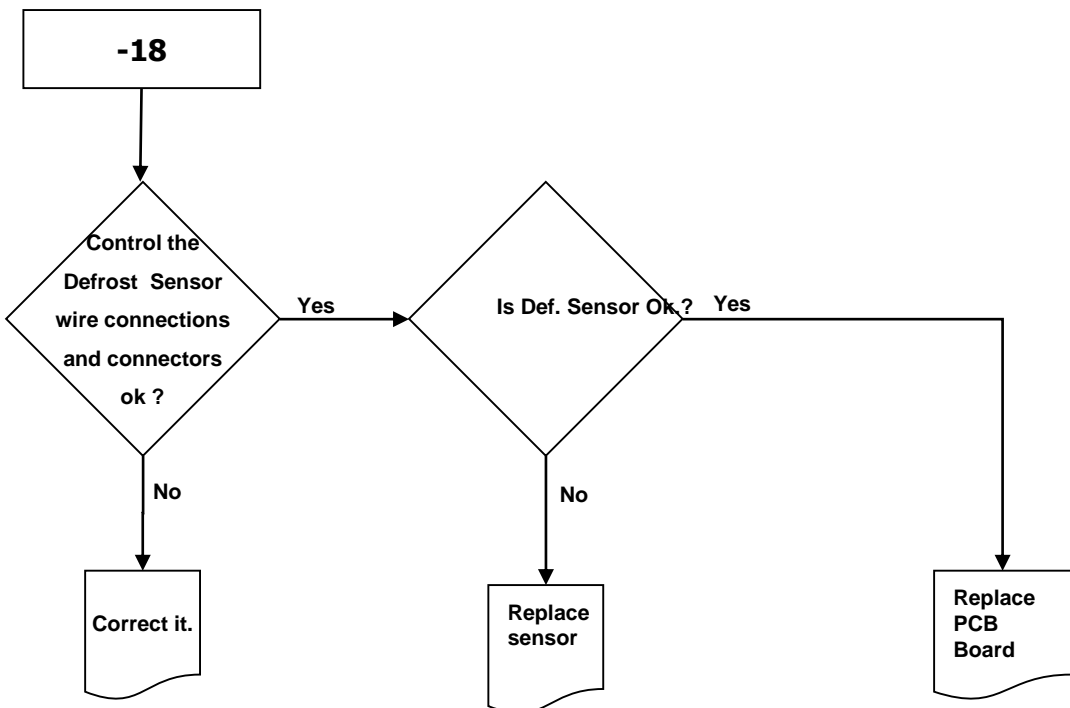 -18
Control the
Defrost Sensor
wire connections
and connectors
ok ?
Yes
Is Def. Sensor Ok.?
Yes
No
No
Correct it.
Replace
sensor
Replace
PCB
Board